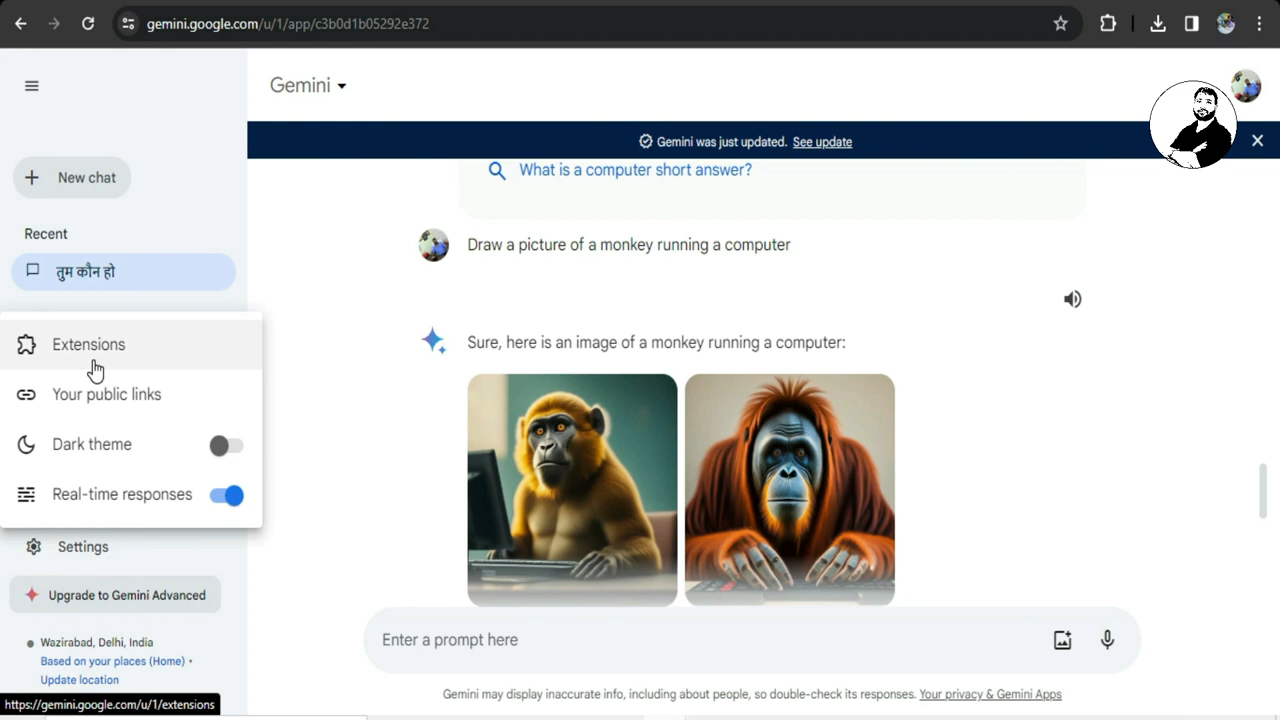 gemini.google.com/u/1/app/c3b0d1b05292e372
Gemini
Gemini was just updated. See update
New chat
Recent
तुम कौन हो
Extensions
Your public links
Dark theme
Real-time responses
Settings
Upgrade to Gemini Advanced
Wazirabad, Delhi, India
Based on your places (Home) •
Update location
https://gemini.google.com/u/1/extensions
What is a computer short answer?
Draw a picture of a monkey running a computer
Sure, here is an image of a monkey running a computer:
Enter a prompt here
Gemini may display inaccurate info, including about people, so double-check its responses. Your privacy & Gemini Apps